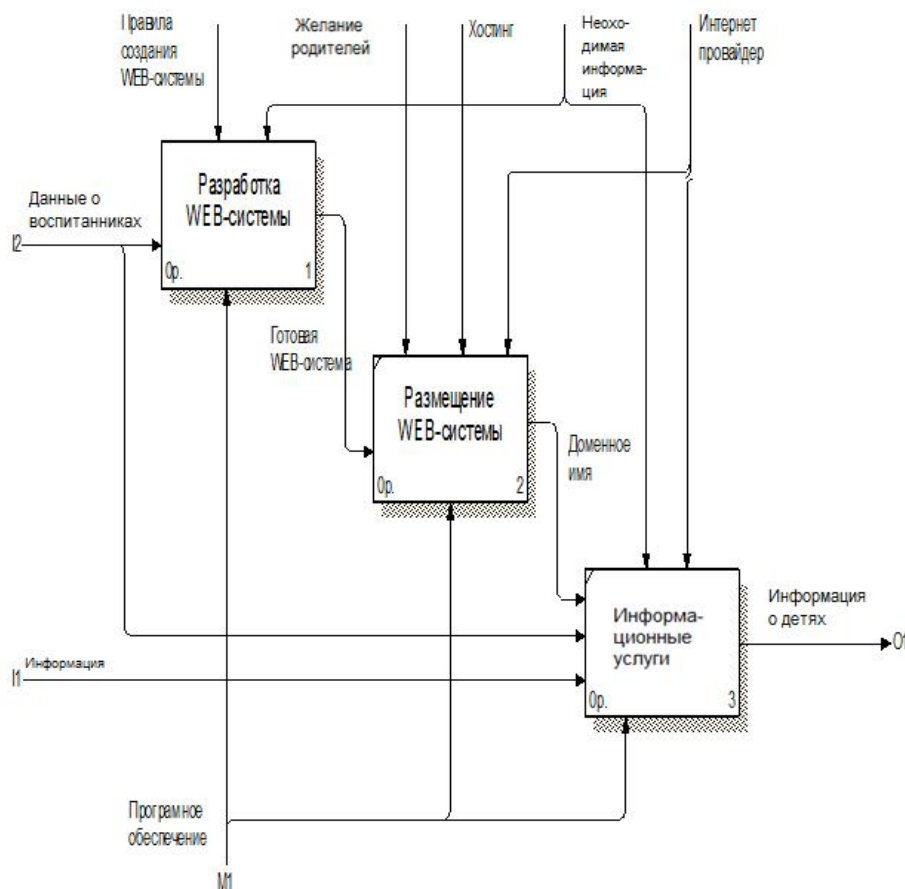 Правила
создания
WEB-системы
Желание
родителей
Хостинг
Неохо-
димая
информа-
ция
Интернет
провайдер
Разработка
WEB-системы
0р.
1
Данные о
воспитанниках
I2
Готовая
WEB-система
Размещение
WEB-системы
0р.
2
Доменное
имя
Информа-
ционные
услуги
0р.
3
Информация
о детях
O1
I1
Информация
Програмное
обеспечение
M1